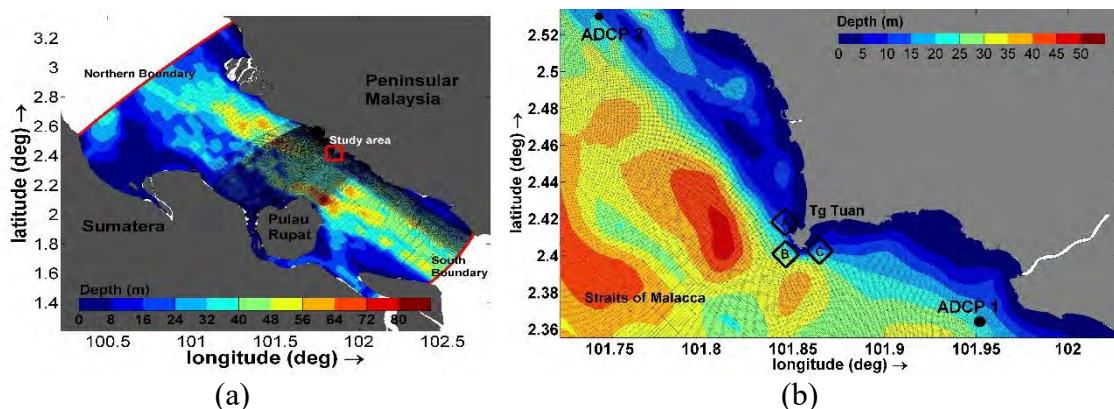 3.2
3
2.8
2.6
2.4
2.2
2
1.8
1.6
1.4
latitude (deg) →
Northern Boundary
Peninsular
Malaysia
Study area
Sumatera
Pulau
Rupat
South
Boundary
Depth (m)
0 8 16 24 32 40 48 56 64 72 80
100.5 101 101.5 102 102.5
longitude (deg) →
(a)
2.52
2.5
2.48
2.46
2.44
2.42
2.4
2.38
2.36
latitude (deg) →
ADCP 2
Depth (m)
0 5 10 15 20 25 30 35 40 45 50
Tg Tuan
B
C
Straits of Malacca
ADCP 1
101.75 101.8 101.85 101.9 101.95 102
longitude (deg) →
(b)